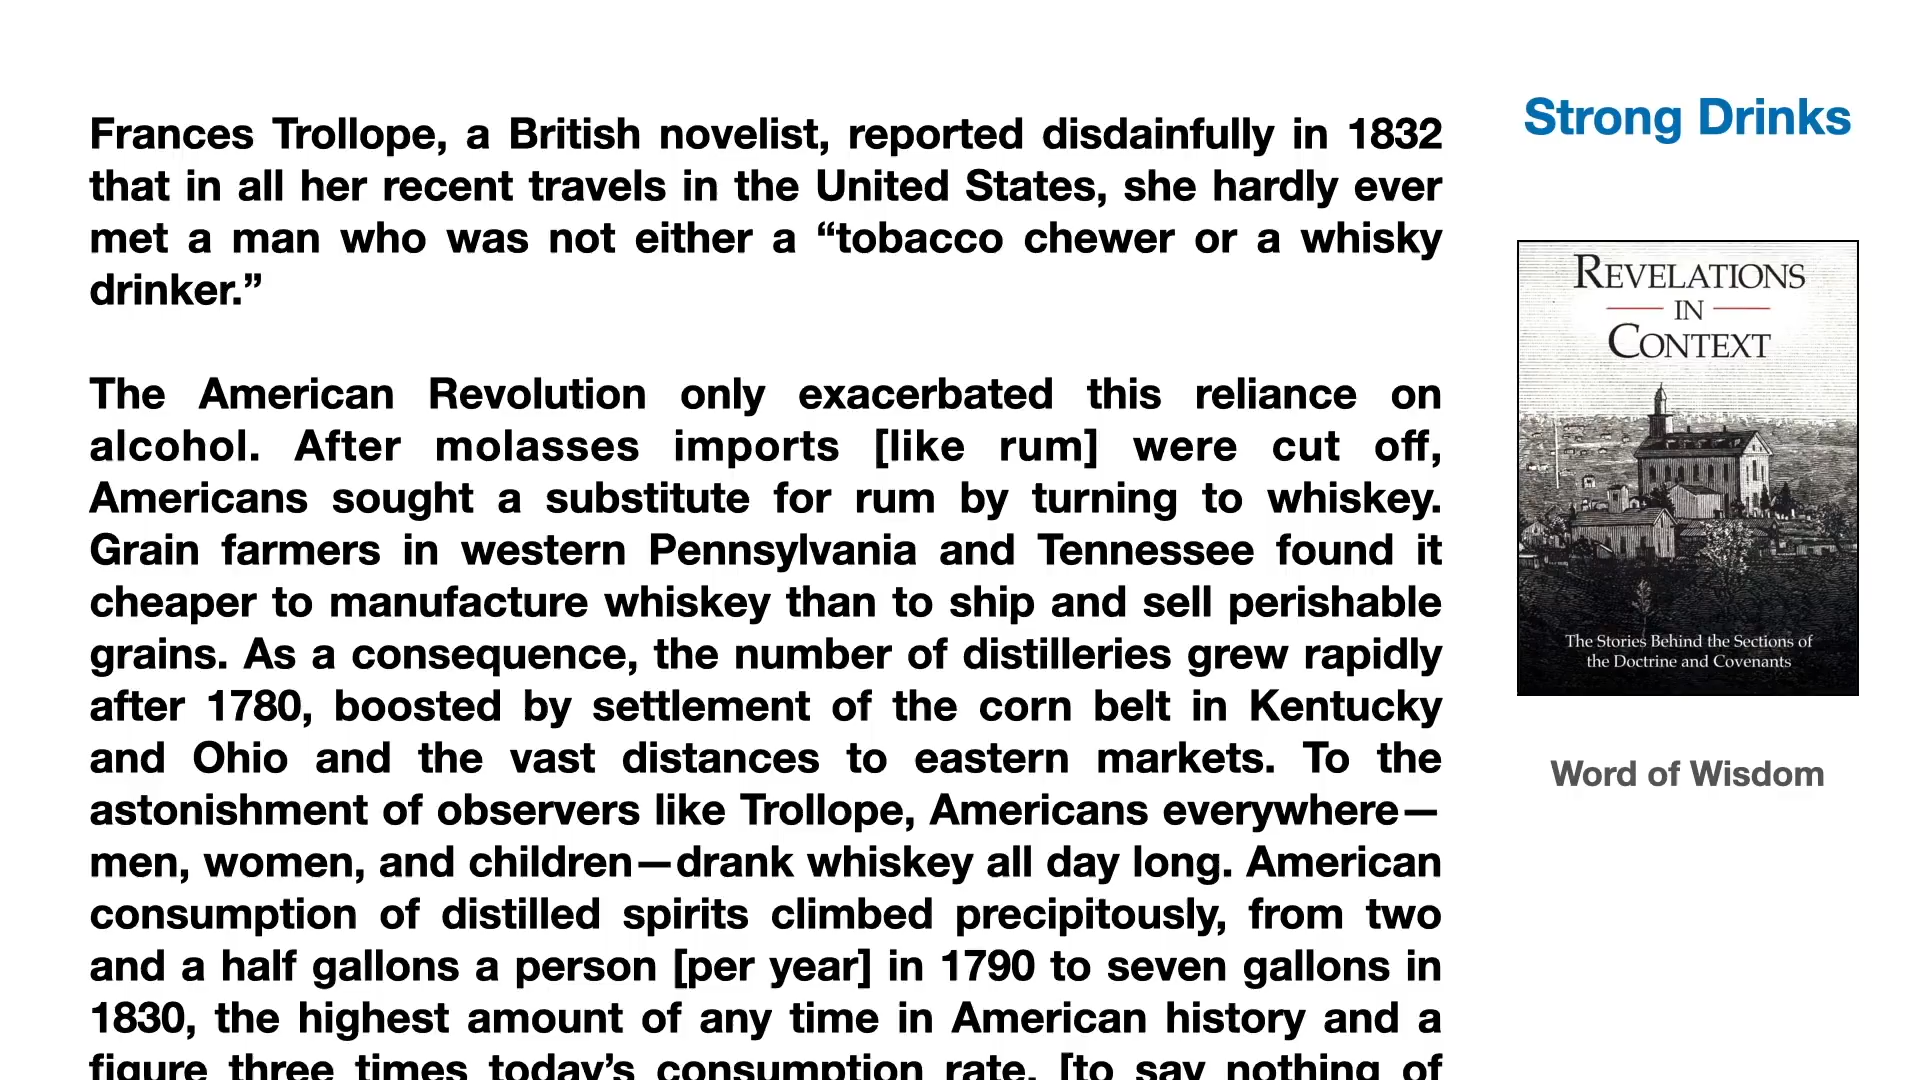 Frances Trollope, a British novelist, reported disdainfully in 1832
that in all her recent travels in the United States, she hardly ever
met a man who was not either a “tobacco chewer or a whisky
drinker.”
The American Revolution only exacerbated this reliance on
alcohol. After molasses imports [like rum] were cut off,
Americans sought a substitute for rum by turning to whiskey.
Grain farmers in western Pennsylvania and Tennessee found it
cheaper to manufacture whiskey than to ship and sell perishable
grains. As a consequence, the number of distilleries grew rapidly
after 1780, boosted by settlement of the corn belt in Kentucky
and Ohio and the vast distances to eastern markets. To the
astonishment of observers like Trollope, Americans everywhere—
men, women, and children—drank whiskey all day long. American
consumption of distilled spirits climbed precipitously, from two
and a half gallons a person [per year] in 1790 to seven gallons in
1830, the highest amount of any time in American history and a
figure three times today’s consumption rate. [to say nothing of
Strong Drinks
REVELATIONS
IN
CONTEXT
The Stories Behind the Sections of
the Doctrine and Covenants
Word of Wisdom